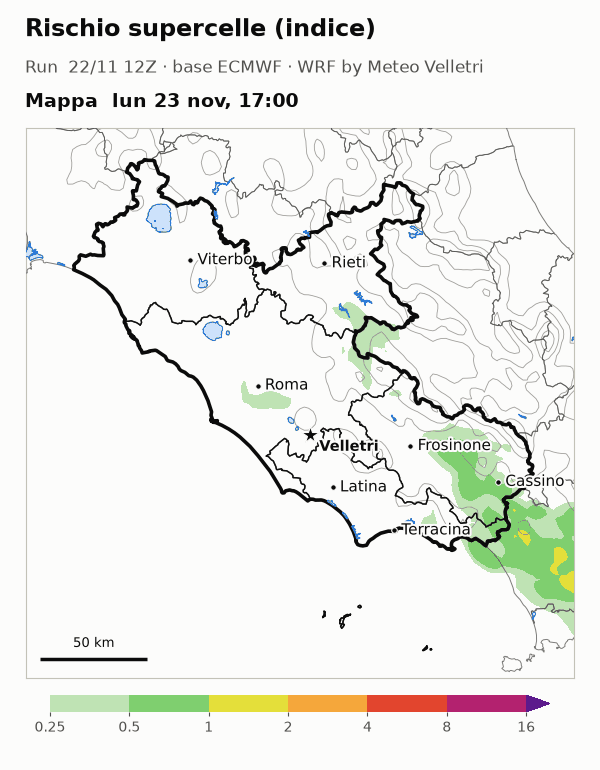 Rischio supercelle (indice)
Run  22/11 12Z · base ECMWF · WRF by Meteo Velletri
Mappa  lun 23 nov, 17:00
Viterbo
Rieti
Roma
Velletri
Frosinone
Cassino
Latina
Terracina
50 km
0.25 0.5 1 2 4 8 16